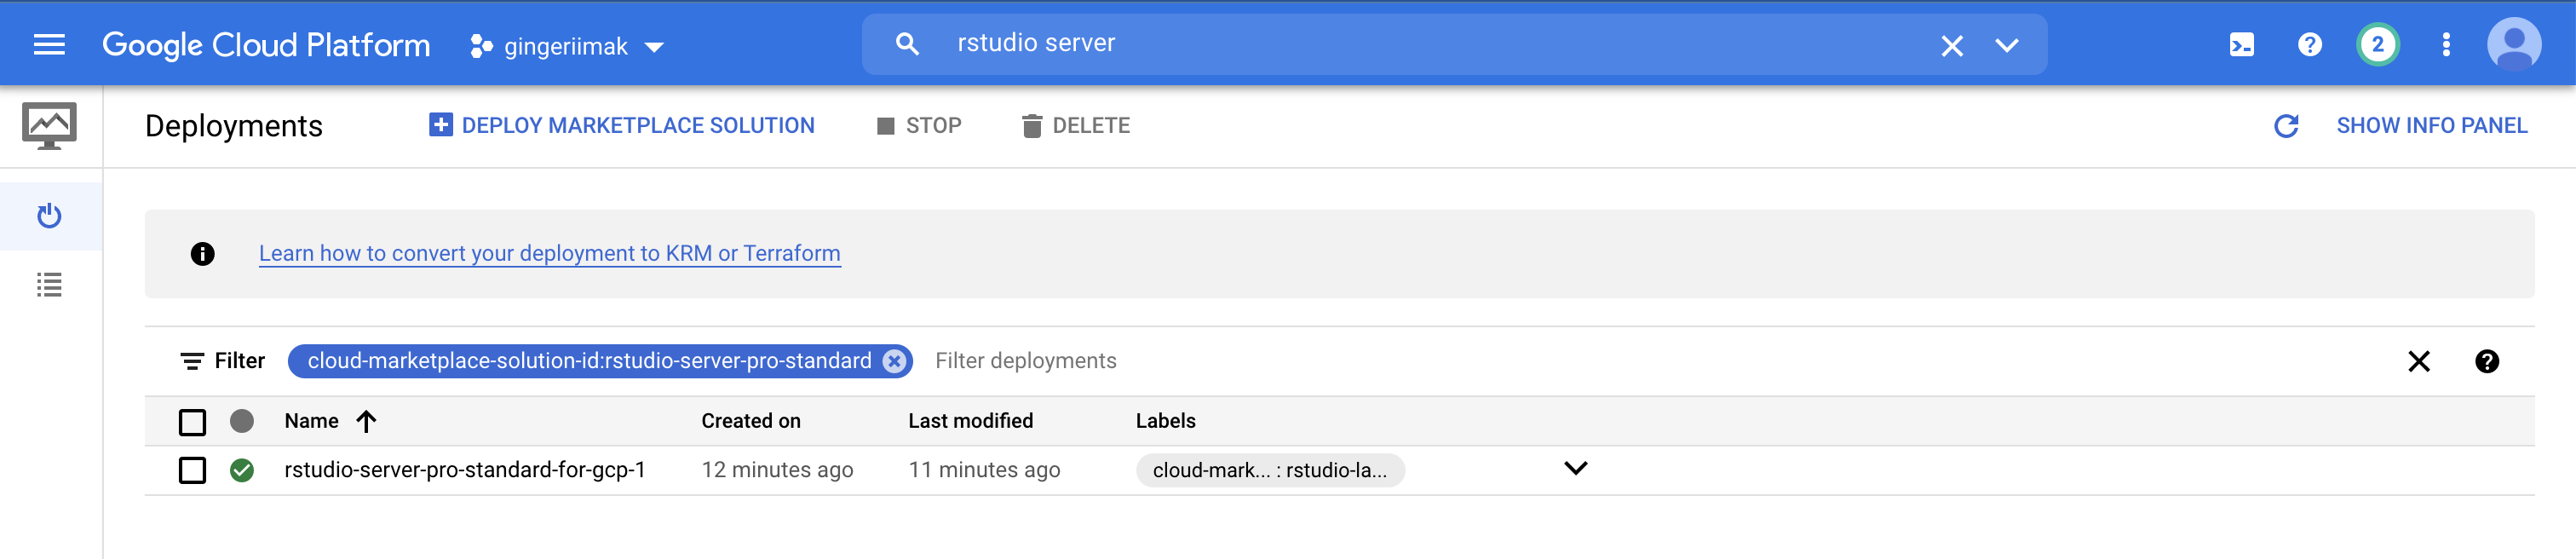 Google Cloud Platform gingeriimak rstudio server 2
Deployments DEPLOY MARKETPLACE SOLUTION STOP DELETE SHOW INFO PANEL
Learn how to convert your deployment to KRM or Terraform
Filter cloud-marketplace-solution-id:rstudio-server-pro-standard Filter deployments
Name Created on Last modified Labels
rstudio-server-pro-standard-for-gcp-1 12 minutes ago 11 minutes ago cloud-mark... : rstudio-la...